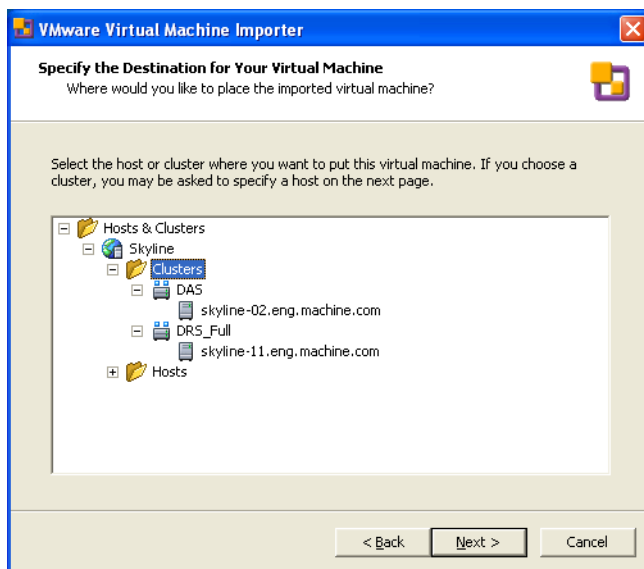 VMware Virtual Machine Importer
Specify the Destination for Your Virtual Machine
Where would you like to place the imported virtual machine?
Select the host or cluster where you want to put this virtual machine. If you choose a
cluster, you may be asked to specify a host on the next page.
Hosts & Clusters
Skyline
Clusters
DAS
skyline-02.eng.machine.com
DRS_Full
skyline-11.eng.machine.com
Hosts
< Back Next > Cancel